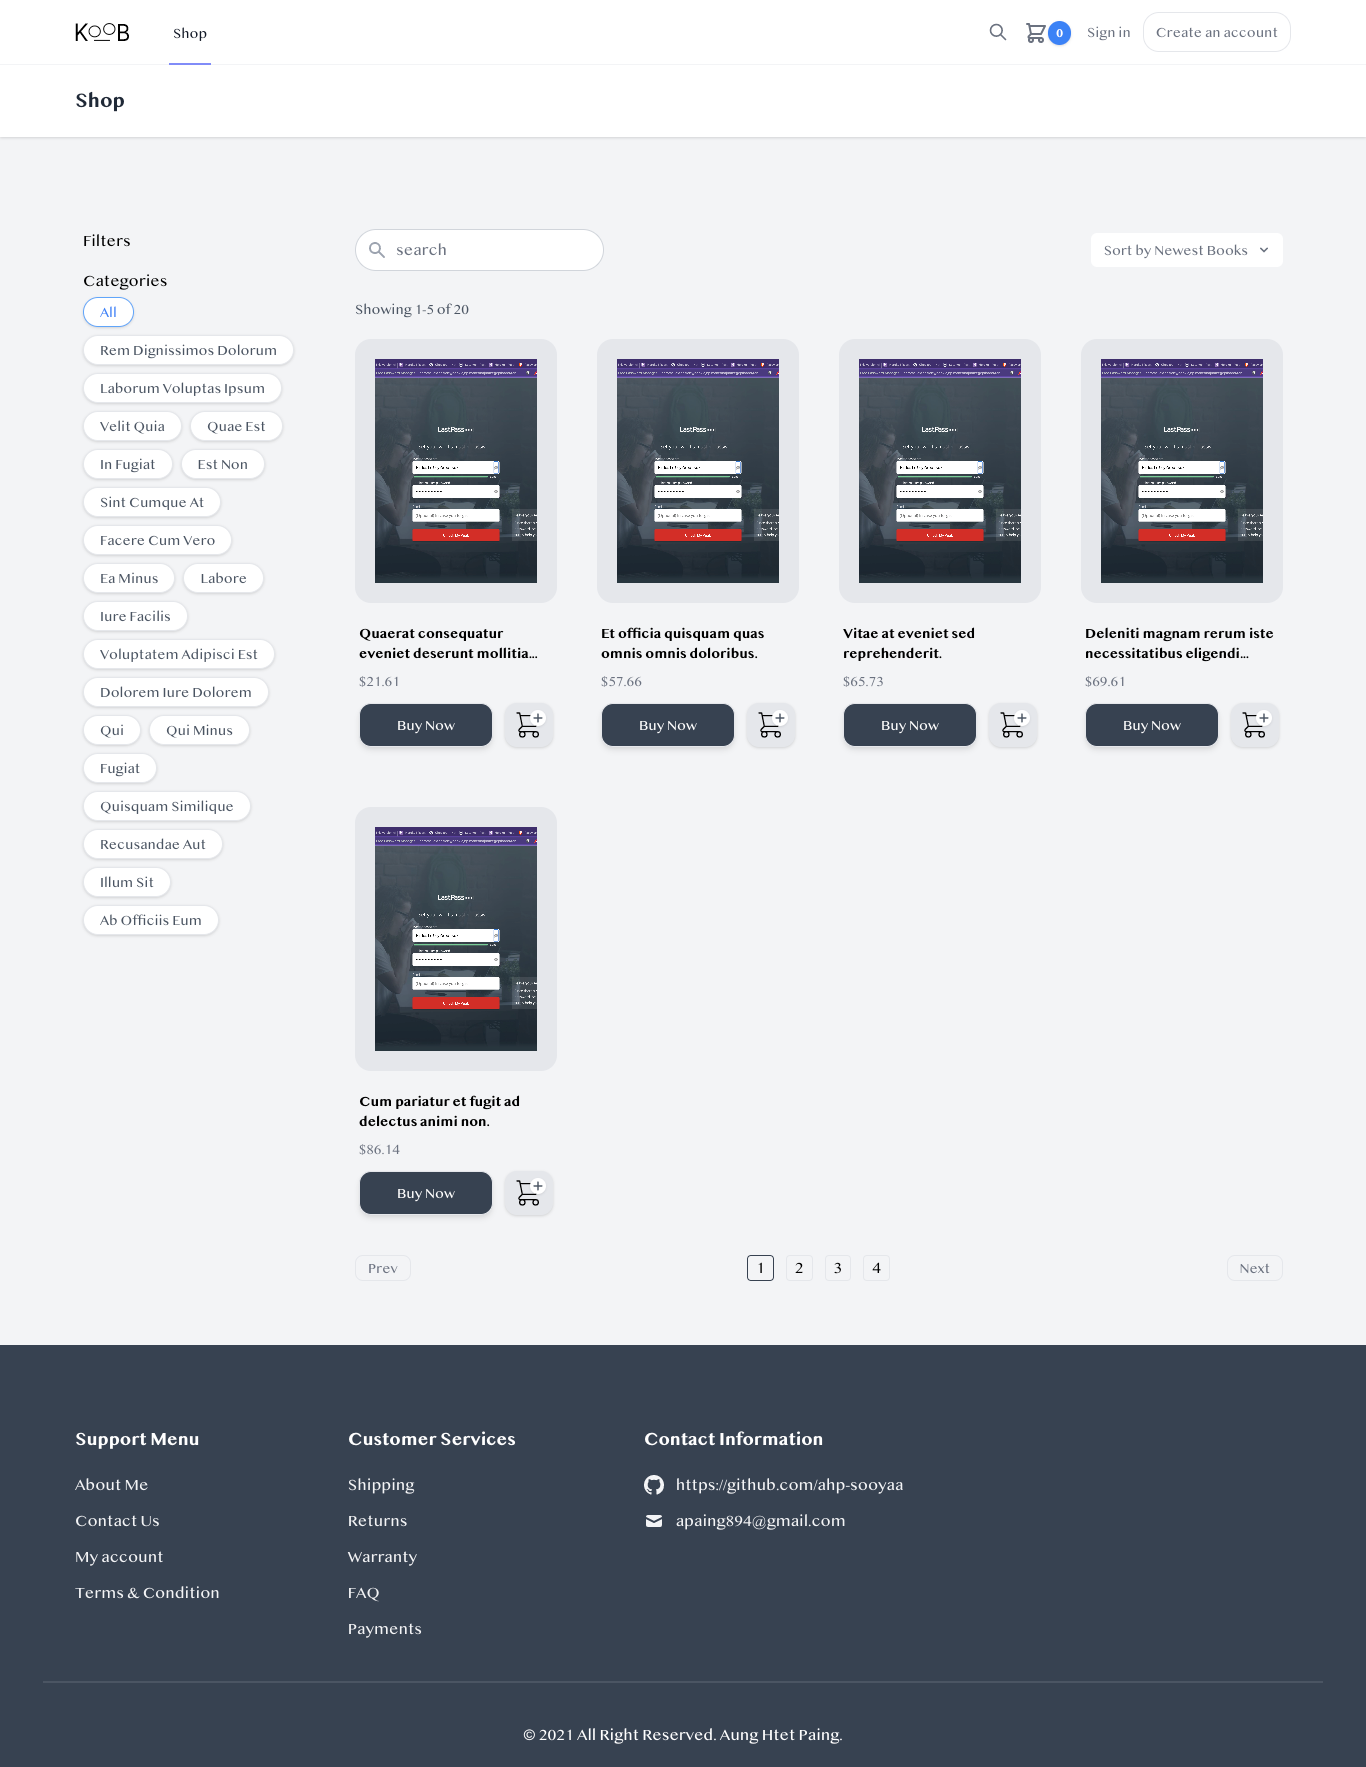 KOOB
Shop
0
Sign in
Create an account
Shop
Filters
Categories
All
Rem Dignissimos Dolorum
Laborum Voluptas Ipsum
Velit Quia
Quae Est
In Fugiat
Est Non
Sint Cumque At
Facere Cum Vero
Ea Minus
Labore
Iure Facilis
Voluptatem Adipisci Est
Dolorem Iure Dolorem
Qui
Qui Minus
Fugiat
Quisquam Similique
Recusandae Aut
Illum Sit
Ab Officiis Eum
search
Sort by Newest Books
Showing 1-5 of 20
LastPass
LastPass
LastPass
LastPass
Quaerat consequatur
eveniet deserunt mollitia...
$21.61
Buy Now
Et officia quisquam quas
omnis omnis doloribus.
$57.66
Buy Now
Vitae at eveniet sed
reprehenderit.
$65.73
Buy Now
Deleniti magnam rerum iste
necessitatibus eligendi...
$69.61
Buy Now
LastPass
Cum pariatur et fugit ad
delectus animi non.
$86.14
Buy Now
Prev
1
2
3
4
Next
Support Menu
About Me
Contact Us
My account
Terms & Condition
Customer Services
Shipping
Returns
Warranty
FAQ
Payments
Contact Information
https://github.com/ahp-sooyaa
apaing894@gmail.com
© 2021 All Right Reserved. Aung Htet Paing.